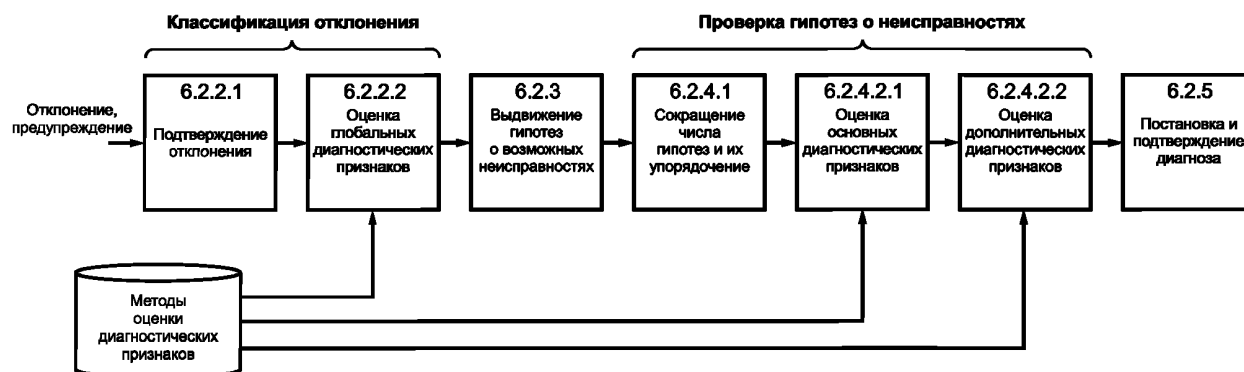 Классификация отклонения
Проверка гипотез о неисправностях
Отклонение,
предупреждение
6.2.2.1
Подтверждение
отклонения
6.2.2.2
Оценка
глобальных
диагностических
признаков
6.2.3
Выдвижение
гипотез
о возможных
неисправностях
6.2.4.1
Сокращение
числа
гипотез и их
упорядочение
6.2.4.2.1
Оценка
основных
диагностических
признаков
6.2.4.2.2
Оценка
дополнительных
диагностических
признаков
6.2.5
Постановка и
подтверждение
диагноза
Методы
оценки
диагностических
признаков